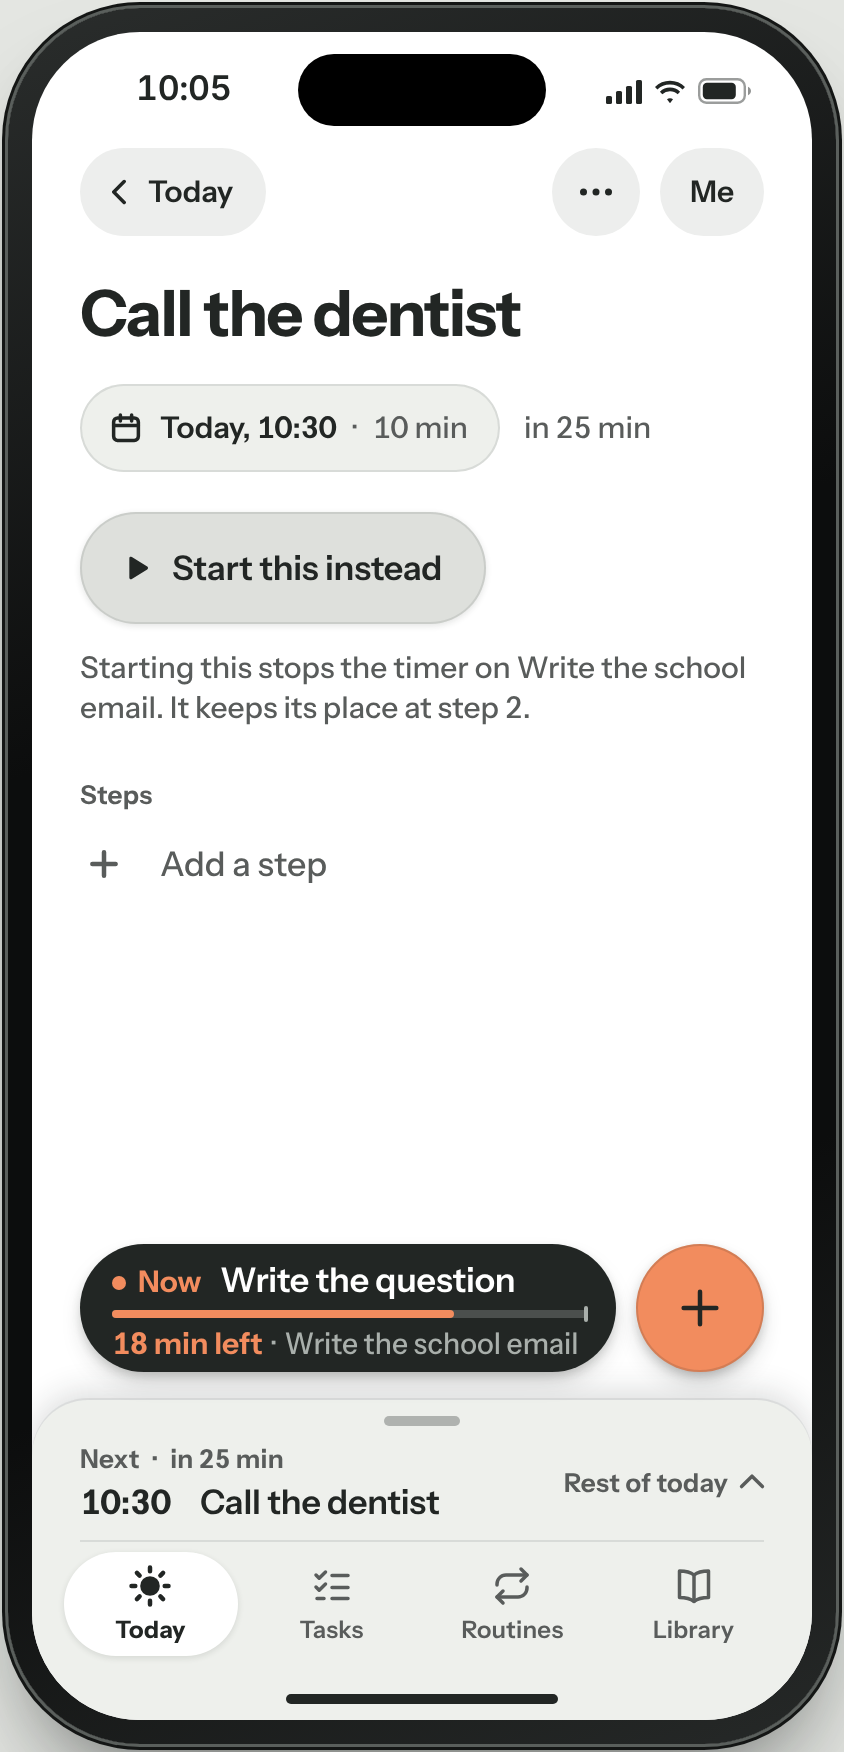 10:05
Today
Me
Call the dentist
Today, 10:30 · 10 min
in 25 min
Start this instead
Starting this stops the timer on Write the school
email. It keeps its place at step 2.
Steps
Add a step
Now Write the question
18 min left · Write the school email
Next · in 25 min
10:30 Call the dentist
Rest of today
Today
Tasks
Routines
Library